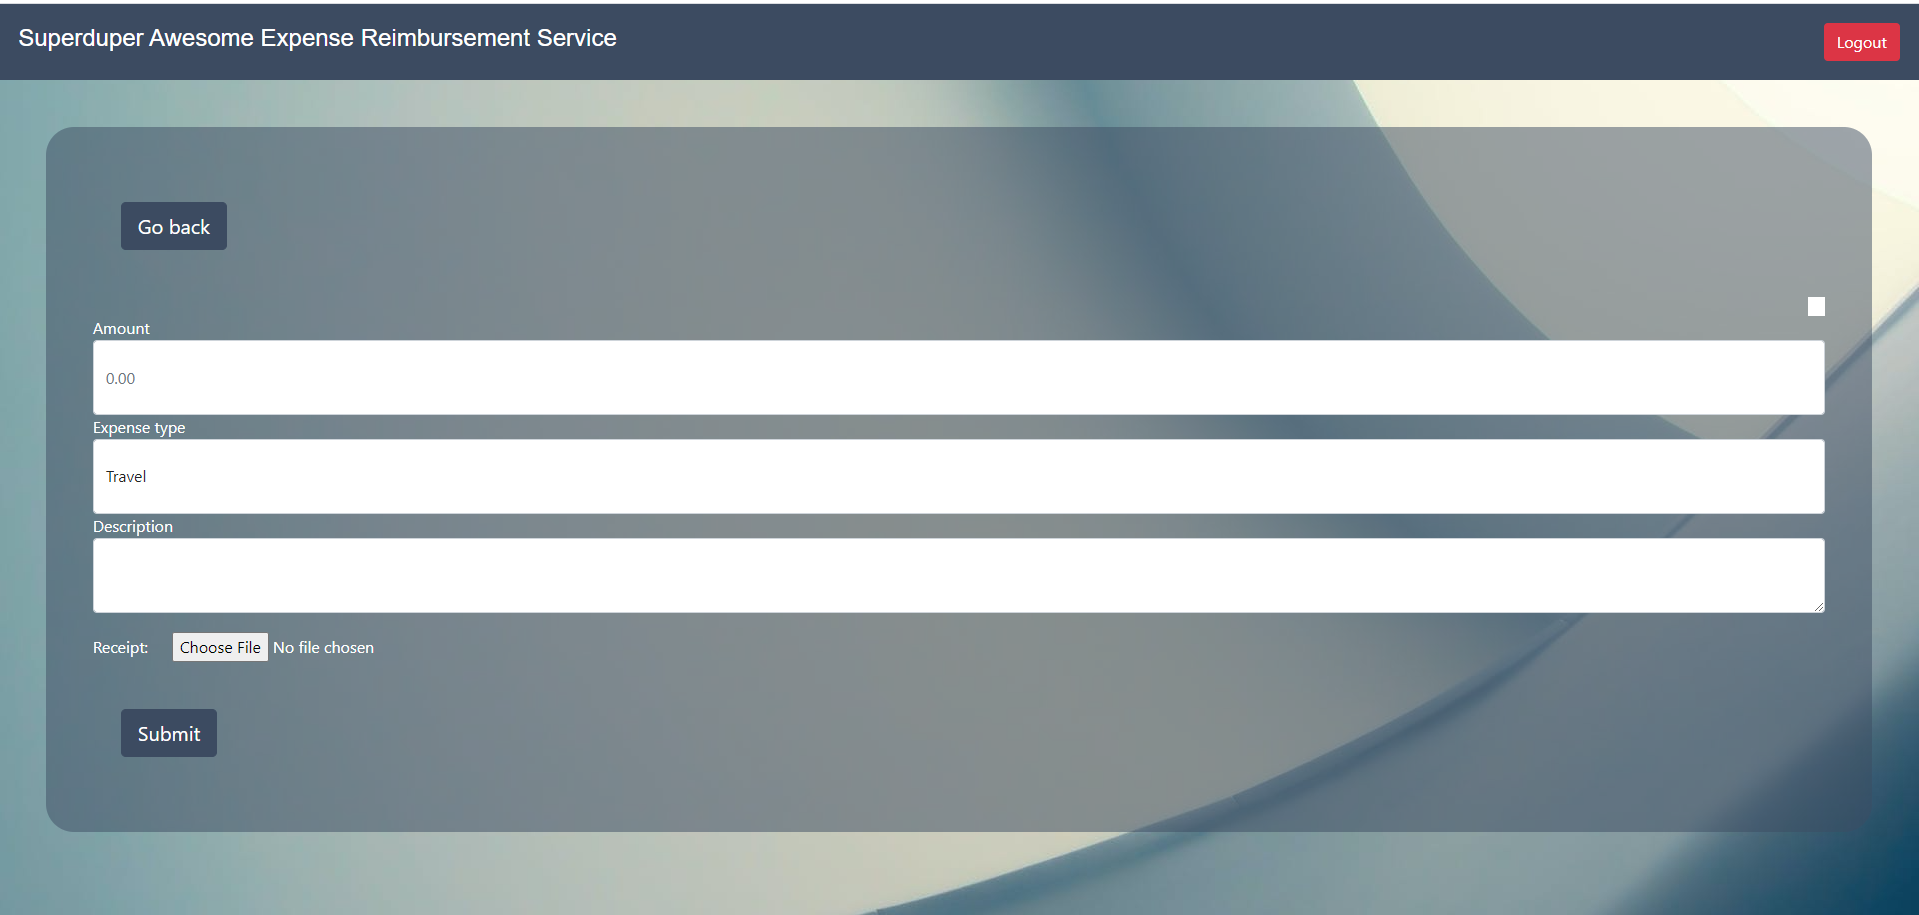 Superduper Awesome Expense Reimbursement Service
Logout
Go back
Amount
0.00
Expense type
Travel
Description
Receipt: Choose File No file chosen
Submit